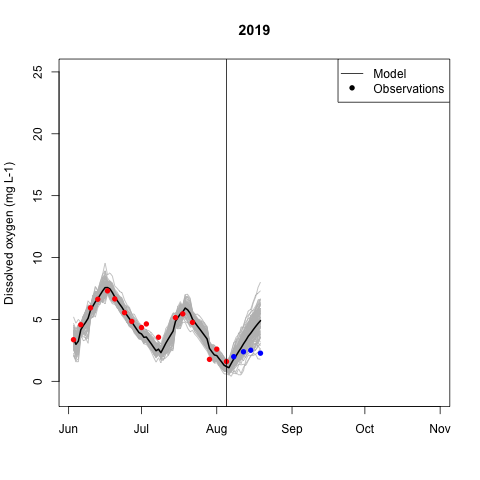 2019
Model
Observations
Dissolved oxygen (mg L-1)
25
20
15
10
5
0
Jun Jul Aug Sep Oct Nov